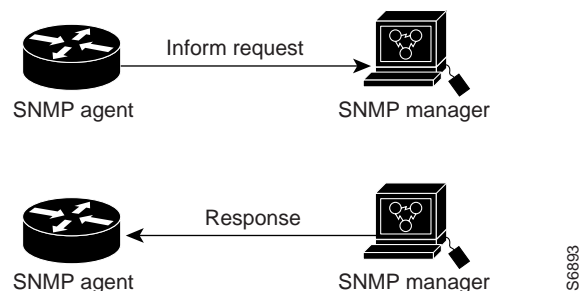 Inform request
SNMP agent
SNMP manager
Response
SNMP agent
SNMP manager
S6893